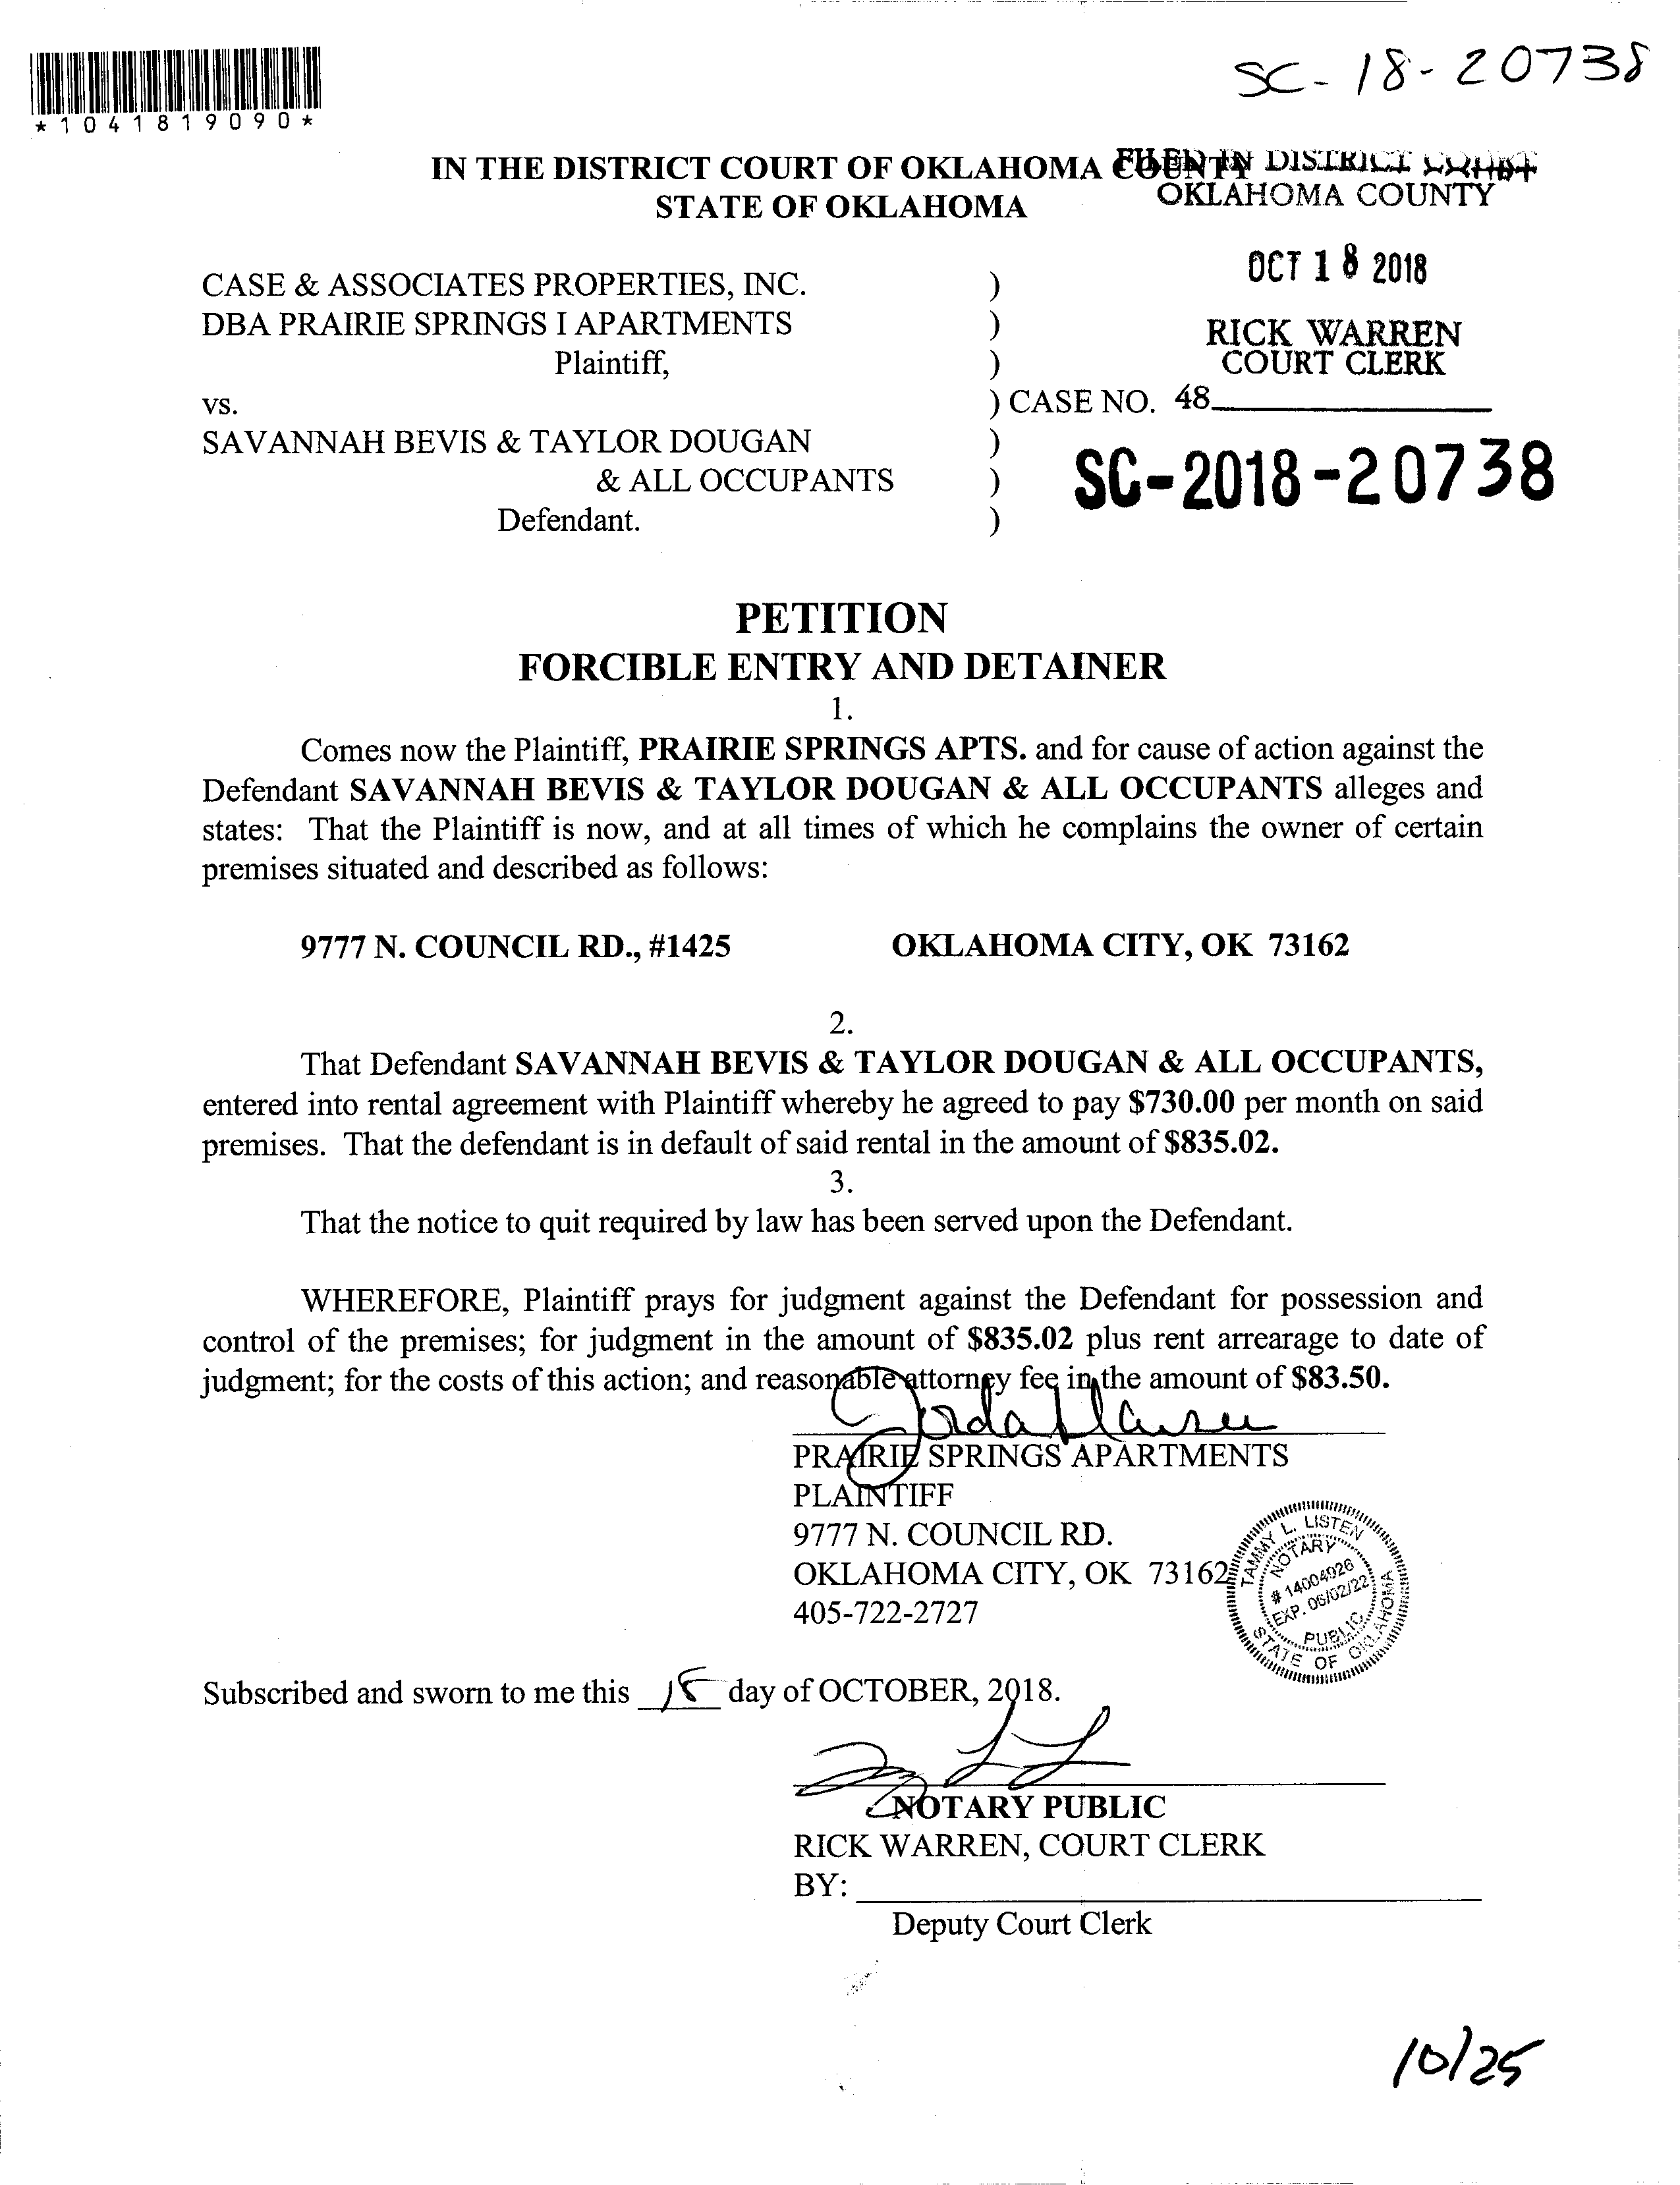 *1041819090*
SC-18-20738
IN THE DISTRICT COURT OF OKLAHOMA COUNTY
STATE OF OKLAHOMA
FILED IN DISTRICT COURT
OKLAHOMA COUNTY
OCT 18 2018
RICK WARREN
COURT CLERK
48
CASE & ASSOCIATES PROPERTIES, INC. )
DBA PRAIRIE SPRINGS I APARTMENTS )
Plaintiff, )
vs. ) CASE NO.
SAVANNAH BEVIS & TAYLOR DOUGAN )
& ALL OCCUPANTS )
Defendant. )
SC-2018-20738
PETITION
FORCIBLE ENTRY AND DETAINER
1.
Comes now the Plaintiff, PRAIRIE SPRINGS APTS. and for cause of action against the
Defendant SAVANNAH BEVIS & TAYLOR DOUGAN & ALL OCCUPANTS alleges and
states: That the Plaintiff is now, and at all times of which he complains the owner of certain
premises situated and described as follows:
9777 N. COUNCIL RD., #1425 OKLAHOMA CITY, OK 73162
2.
That Defendant SAVANNAH BEVIS & TAYLOR DOUGAN & ALL OCCUPANTS,
entered into rental agreement with Plaintiff whereby he agreed to pay $730.00 per month on said
premises. That the defendant is in default of said rental in the amount of $835.02.
3.
That the notice to quit required by law has been served upon the Defendant.
WHEREFORE, Plaintiff prays for judgment against the Defendant for possession and
control of the premises; for judgment in the amount of $835.02 plus rent arrearage to date of
judgment; for the costs of this action; and reasonable attorney fee in the amount of $83.50.
PRAIRIE SPRINGS APARTMENTS
PLAINTIFF
9777 N. COUNCIL RD.
OKLAHOMA CITY, OK 73162
405-722-2727
TAMMY L. LISTEN
NOTARY
# 14004926
EXP. 06/02/22
PUBLIC
STATE OF OKLAHOMA
Subscribed and sworn to me this 18 day of OCTOBER, 2018.
NOTARY PUBLIC
RICK WARREN, COURT CLERK
BY:
Deputy Court Clerk
10/25